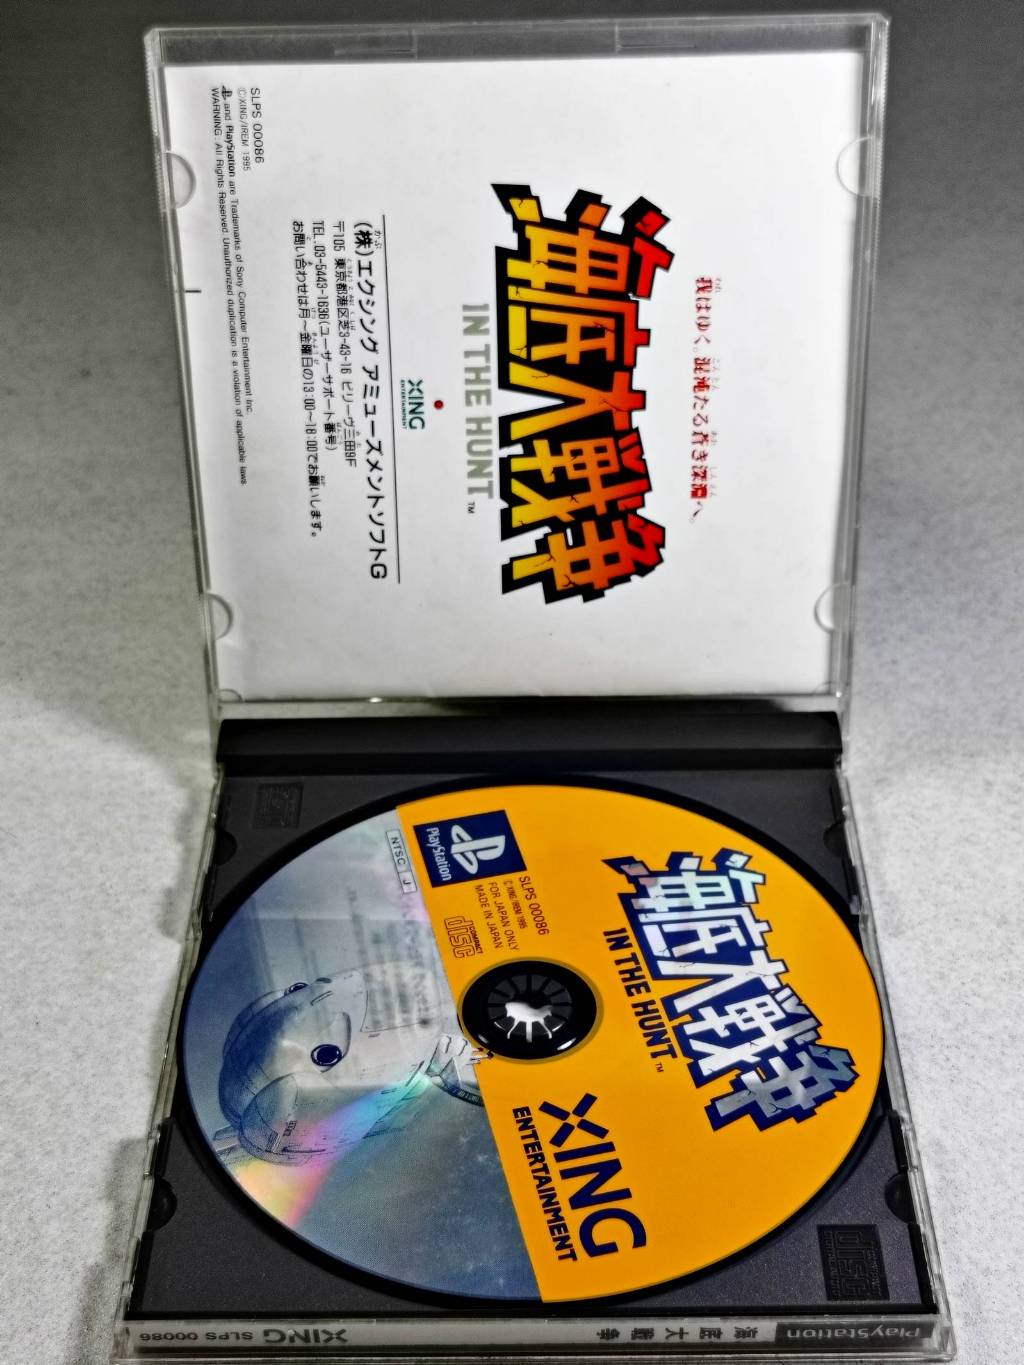 我はゆく。混沌たる蒼き深淵へ。
海底大戦争
IN THE HUNT™
XING
ENTERTAINMENT
(株)エクシング アミューズメントソフトG
〒105 東京都港区芝3-43-16 ビリーヴ三田9F
TEL.03-5443-1636(ユーザーサポート番号)
お問い合わせは月～金曜日の13:00～18:00でお願いします。
SLPS 00086
©XING/IREM 1995
and PlayStation are Trademarks of Sony Computer Entertainment Inc.
WARNING: All Rights Reserved. Unauthorized duplication is a violation of applicable laws.
海底大戦争
IN THE HUNT™
XING
ENTERTAINMENT
PlayStation
NTSC J
SLPS 00086
©XING/IREM 1995
FOR JAPAN ONLY
MADE IN JAPAN
COMPACT
disc
PlayStation
海底大戦争
XING SLPS 00086